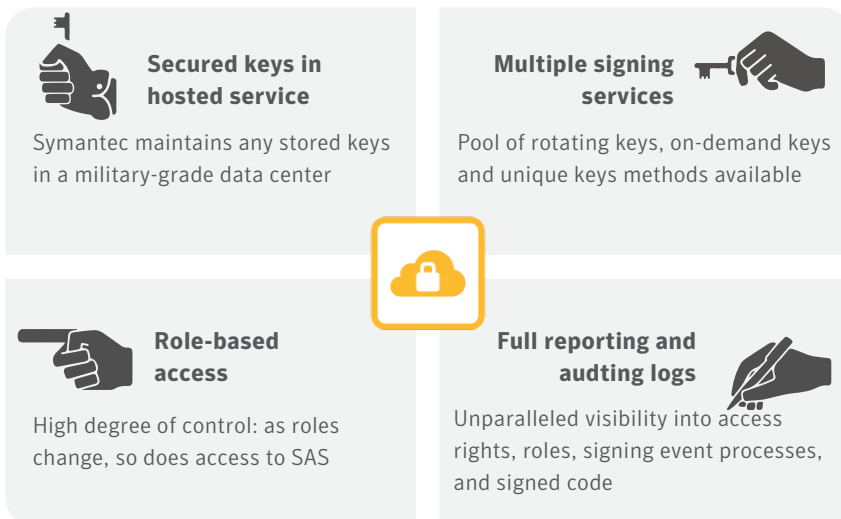 Secured keys in
hosted service
Symantec maintains any stored keys
in a military-grade data center
Multiple signing
services
Pool of rotating keys, on-demand keys
and unique keys methods available
Role-based
access
High degree of control: as roles
change, so does access to SAS
Full reporting and
audting logs
Unparalleled visibility into access
rights, roles, signing event processes,
and signed code